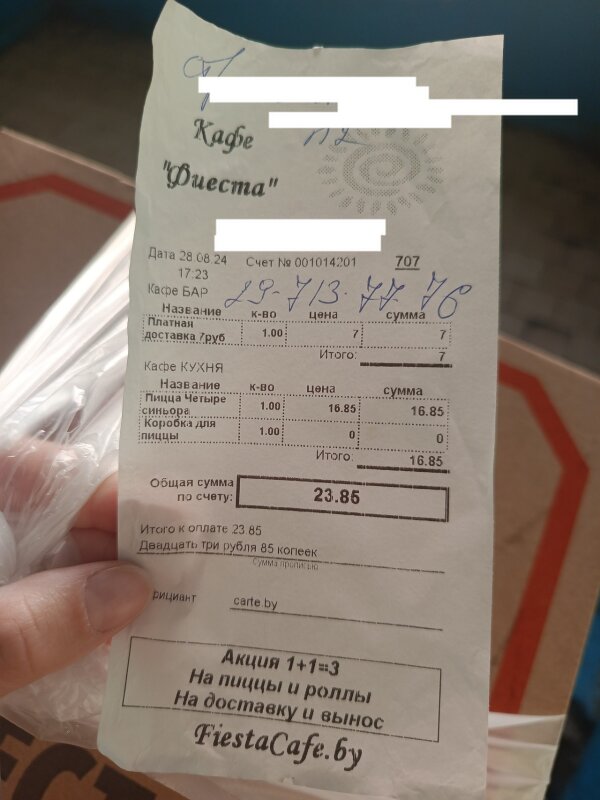 Кафе
"Фиеста"
Дата 28.08.24 Счет № 001014201 707
17:23
Кафе БАР 29-713-77-76
Название к-во цена сумма
Платная доставка 7руб 1.00 7 7
Итого: 7
Кафе КУХНЯ
Название к-во цена сумма
Пицца Четыре синьора 1.00 16.85 16.85
Коробка для пиццы 1.00 0 0
Итого: 16.85
Общая сумма
по счету: 23.85
Итого к оплате 23.85
Двадцать три рубля 85 копеек
Сумма прописью
рициант carte.by
Акция 1+1=3
На пиццы и роллы
На доставку и вынос
FiestaCafe.by